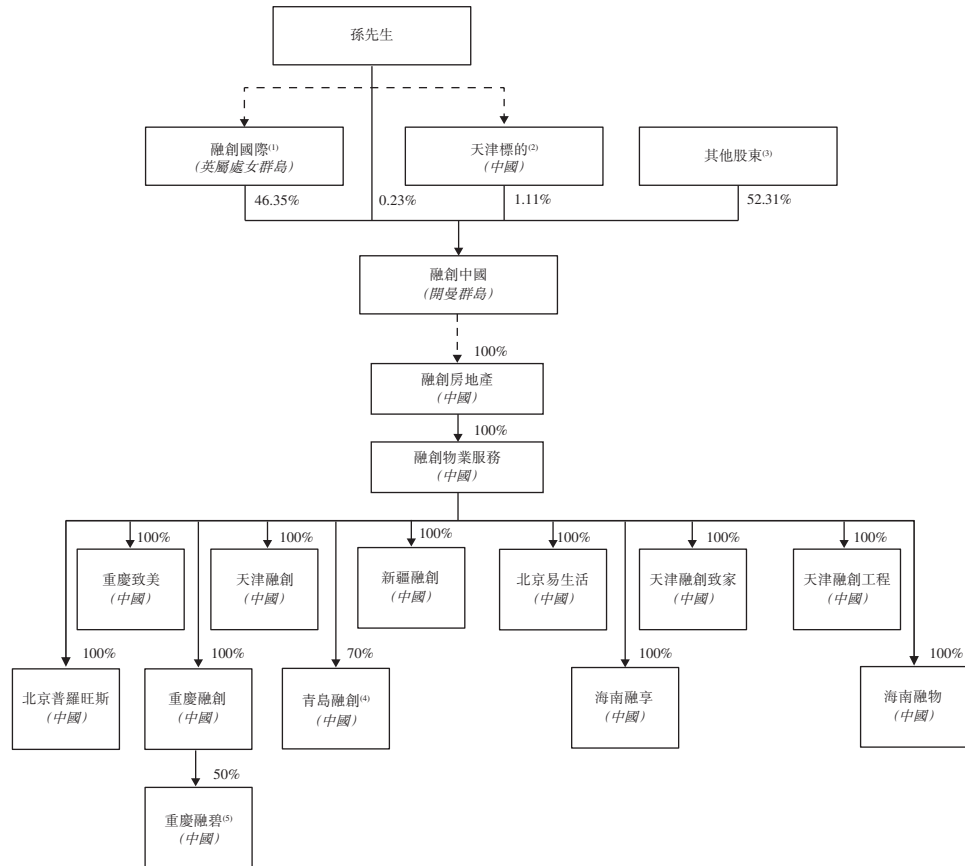 孫先生
融創國際(1)
(英屬處女群島)
天津標的(2)
(中國)
其他股東(3)
46.35%
0.23%
1.11%
52.31%
融創中國
(開曼群島)
100%
融創房地產
(中國)
100%
融創物業服務
(中國)
100%
100%
100%
100%
100%
100%
重慶致美
(中國)
天津融創
(中國)
新疆融創
(中國)
北京易生活
(中國)
天津融創致家
(中國)
天津融創工程
(中國)
100%
100%
70%
100%
100%
北京普羅旺斯
(中國)
重慶融創
(中國)
青島融創(4)
(中國)
海南融享
(中國)
海南融物
(中國)
50%
重慶融碧(5)
(中國)